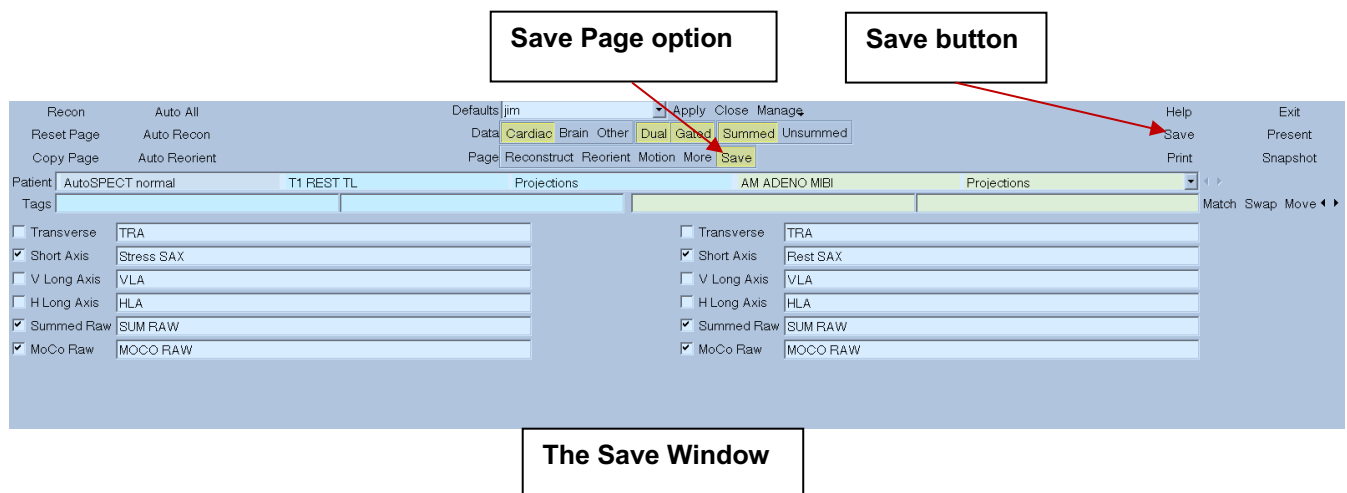 Save Page option Save button
Recon Auto All Defaults jim Apply Close Manage Help Exit
Reset Page Auto Recon Data Cardiac Brain Other Dual Gated Summed Unsummed Save Present
Copy Page Auto Reorient Page Reconstruct Reorient Motion More Save Print Snapshot
Patient AutoSPECT normal T1 REST TL Projections AM ADENO MIBI Projections
Tags Match Swap Move
Transverse TRA Transverse TRA
Short Axis Stress SAX Short Axis Rest SAX
V Long Axis VLA V Long Axis VLA
H Long Axis HLA H Long Axis HLA
Summed Raw SUM RAW Summed Raw SUM RAW
MoCo Raw MOCO RAW MoCo Raw MOCO RAW
The Save Window